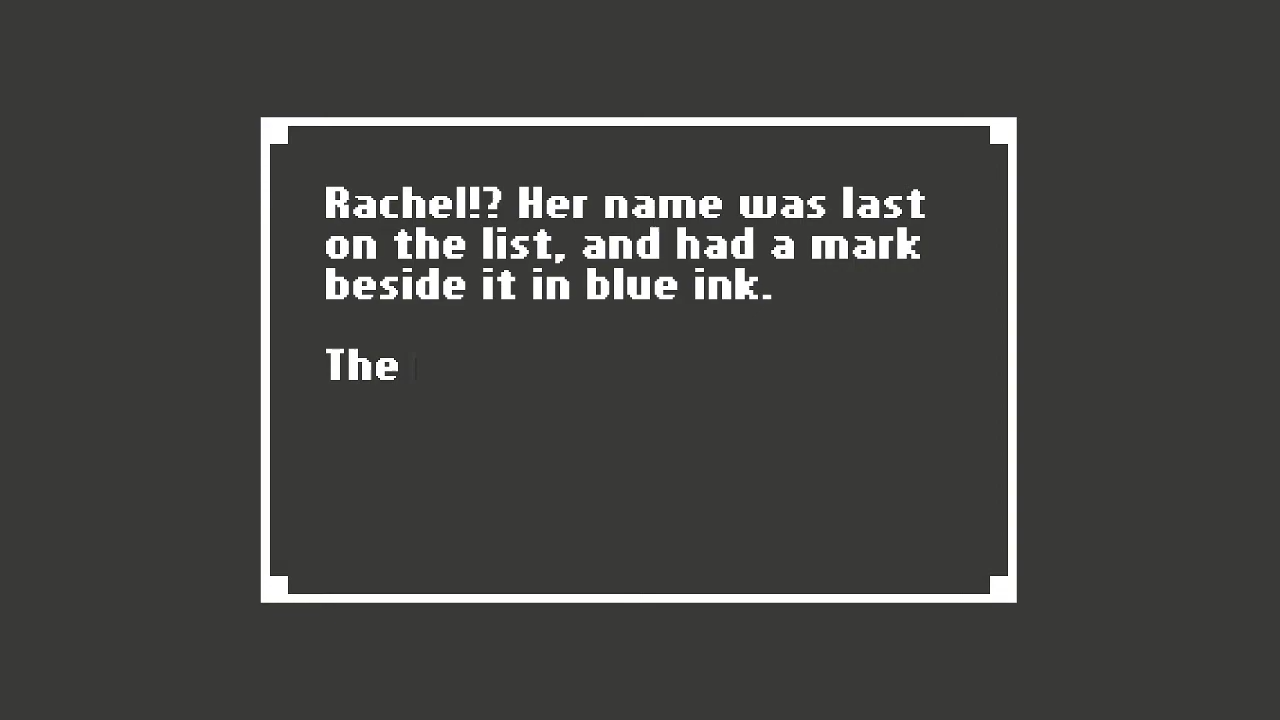 Rachel!? Her name was last
on the list, and had a mark
beside it in blue ink.
The